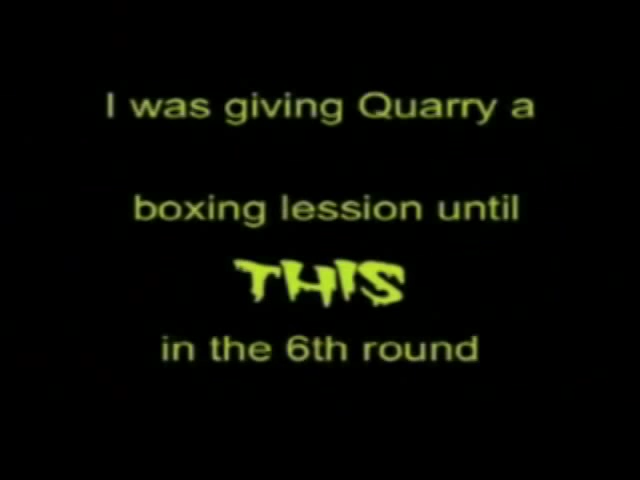 I was giving Quarry a
boxing lession until
THIS
in the 6th round